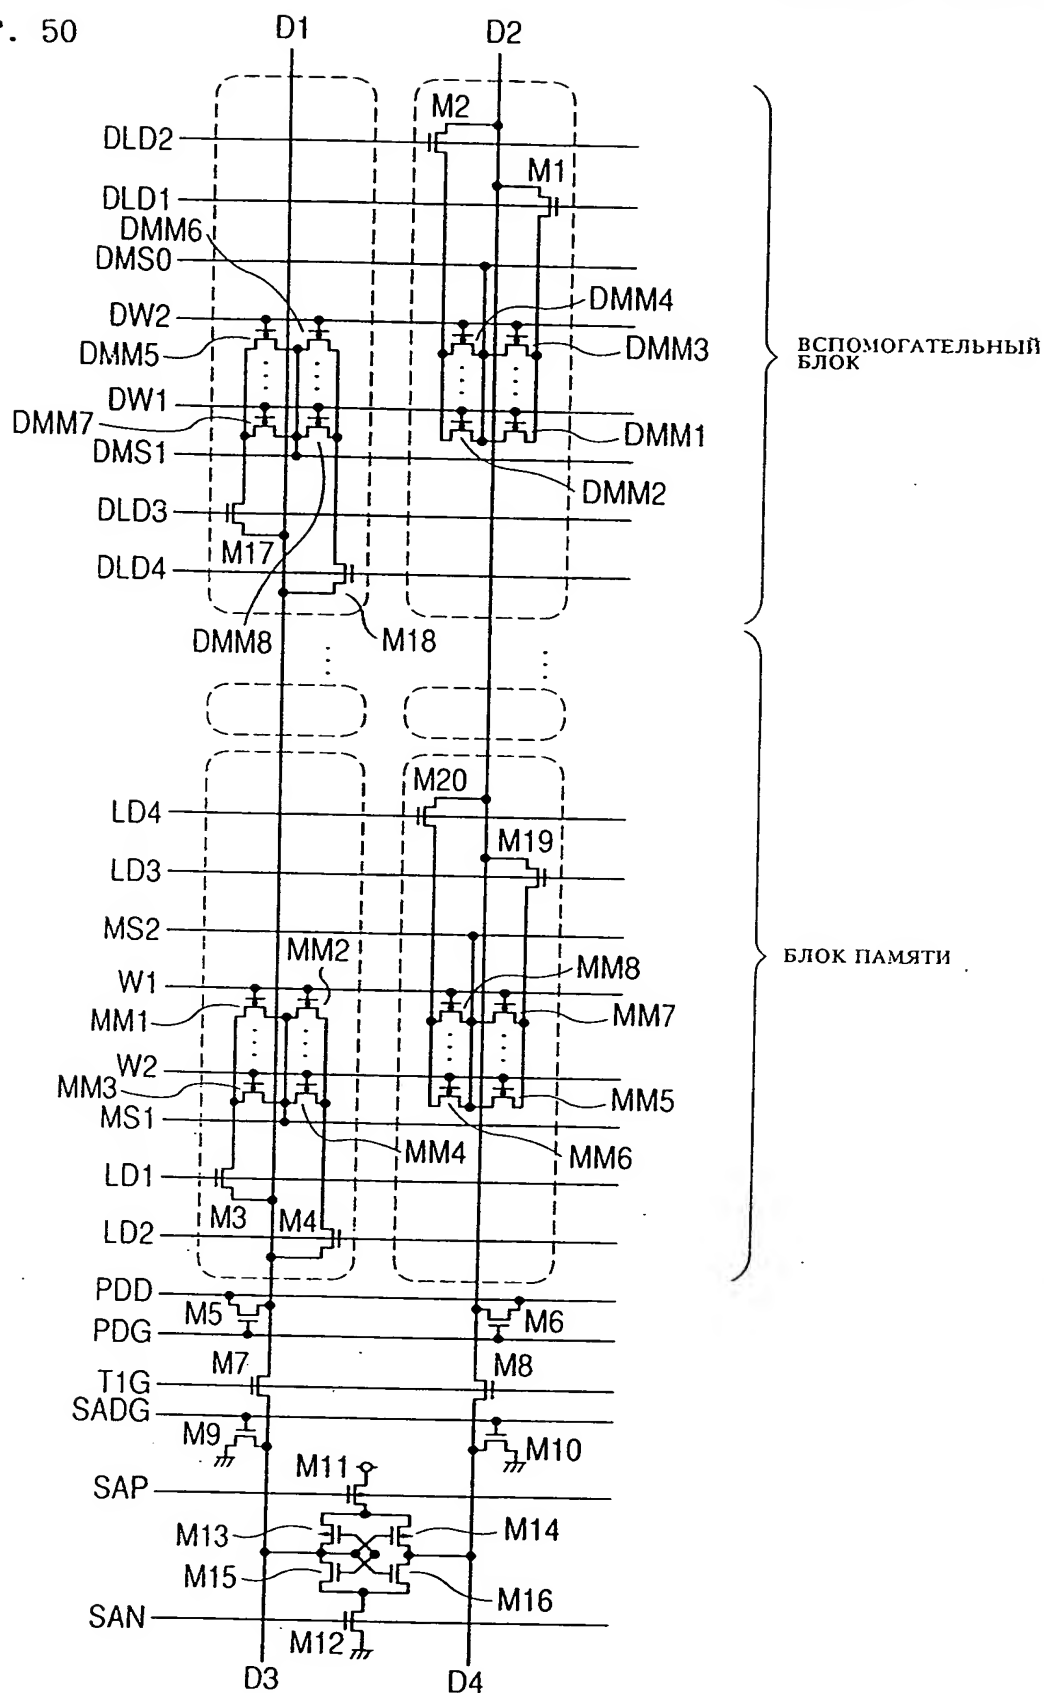 . 50
D1 D2
M2
DLD2
M1
DLD1
DMM6
DMS0
DMM4
DW2
DMM3
DMM5
ВСПОМОГАТЕЛЬНЫЙ
БЛОК
DW1
DMM7
DMM1
DMS1
DMM2
DLD3
M17
DLD4
DMM8 M18
M20
LD4
M19
LD3
MS2
MM2
MM8
БЛОК ПАМЯТИ
W1
MM1 MM7
W2
MM3
MM5
MS1
MM4 MM6
LD1
M3 M4
LD2
PDD
M5 M6
PDG
M7 M8
T1G
SADG
M9 M10
M11
SAP
M13 M14
M15
M16
SAN
M12
D3 D4